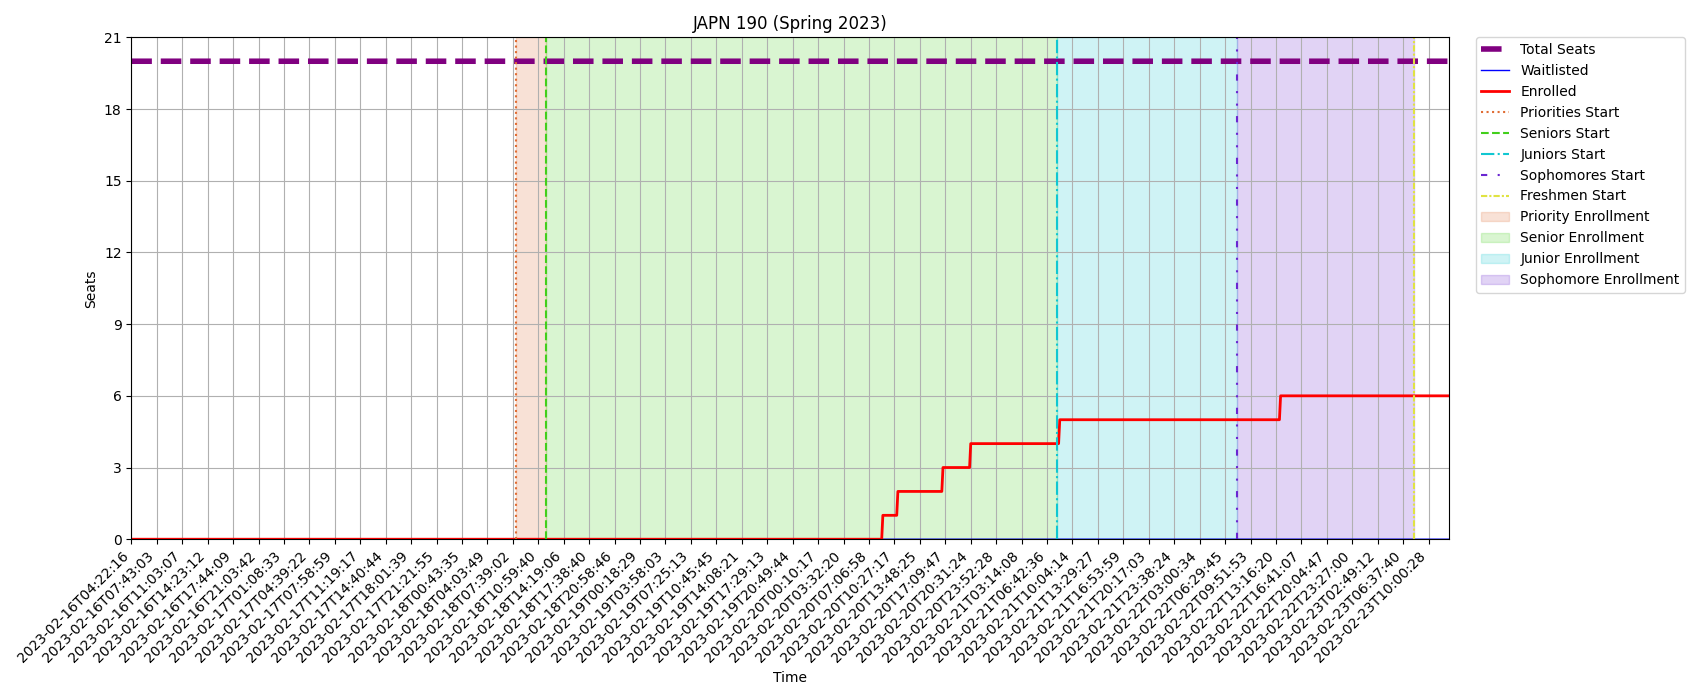 JAPN 190 (Spring 2023)
21
18
15
12
9
6
3
0
Seats
2023-02-16T04:22:16
2023-02-16T07:43:03
2023-02-16T11:03:07
2023-02-16T14:23:12
2023-02-16T17:44:09
2023-02-16T21:03:42
2023-02-17T01:08:33
2023-02-17T04:39:22
2023-02-17T07:58:59
2023-02-17T11:19:17
2023-02-17T14:40:44
2023-02-17T18:01:39
2023-02-17T21:21:55
2023-02-18T00:43:35
2023-02-18T04:03:49
2023-02-18T07:39:02
2023-02-18T10:59:40
2023-02-18T14:19:06
2023-02-18T17:38:40
2023-02-18T20:58:46
2023-02-19T00:18:29
2023-02-19T03:58:03
2023-02-19T07:25:13
2023-02-19T10:45:45
2023-02-19T14:08:21
2023-02-19T17:29:13
2023-02-19T20:49:44
2023-02-20T00:10:17
2023-02-20T03:32:20
2023-02-20T07:06:58
2023-02-20T10:27:17
2023-02-20T13:48:25
2023-02-20T17:09:47
2023-02-20T20:31:24
2023-02-20T23:52:28
2023-02-21T03:14:08
2023-02-21T06:42:36
2023-02-21T10:04:14
2023-02-21T13:29:27
2023-02-21T16:53:59
2023-02-21T20:17:03
2023-02-21T23:38:24
2023-02-22T03:00:34
2023-02-22T06:29:45
2023-02-22T09:51:53
2023-02-22T13:16:20
2023-02-22T16:41:07
2023-02-22T20:04:47
2023-02-22T23:27:00
2023-02-23T02:49:12
2023-02-23T06:37:40
2023-02-23T10:00:28
Time
Total Seats
Waitlisted
Enrolled
Priorities Start
Seniors Start
Juniors Start
Sophomores Start
Freshmen Start
Priority Enrollment
Senior Enrollment
Junior Enrollment
Sophomore Enrollment